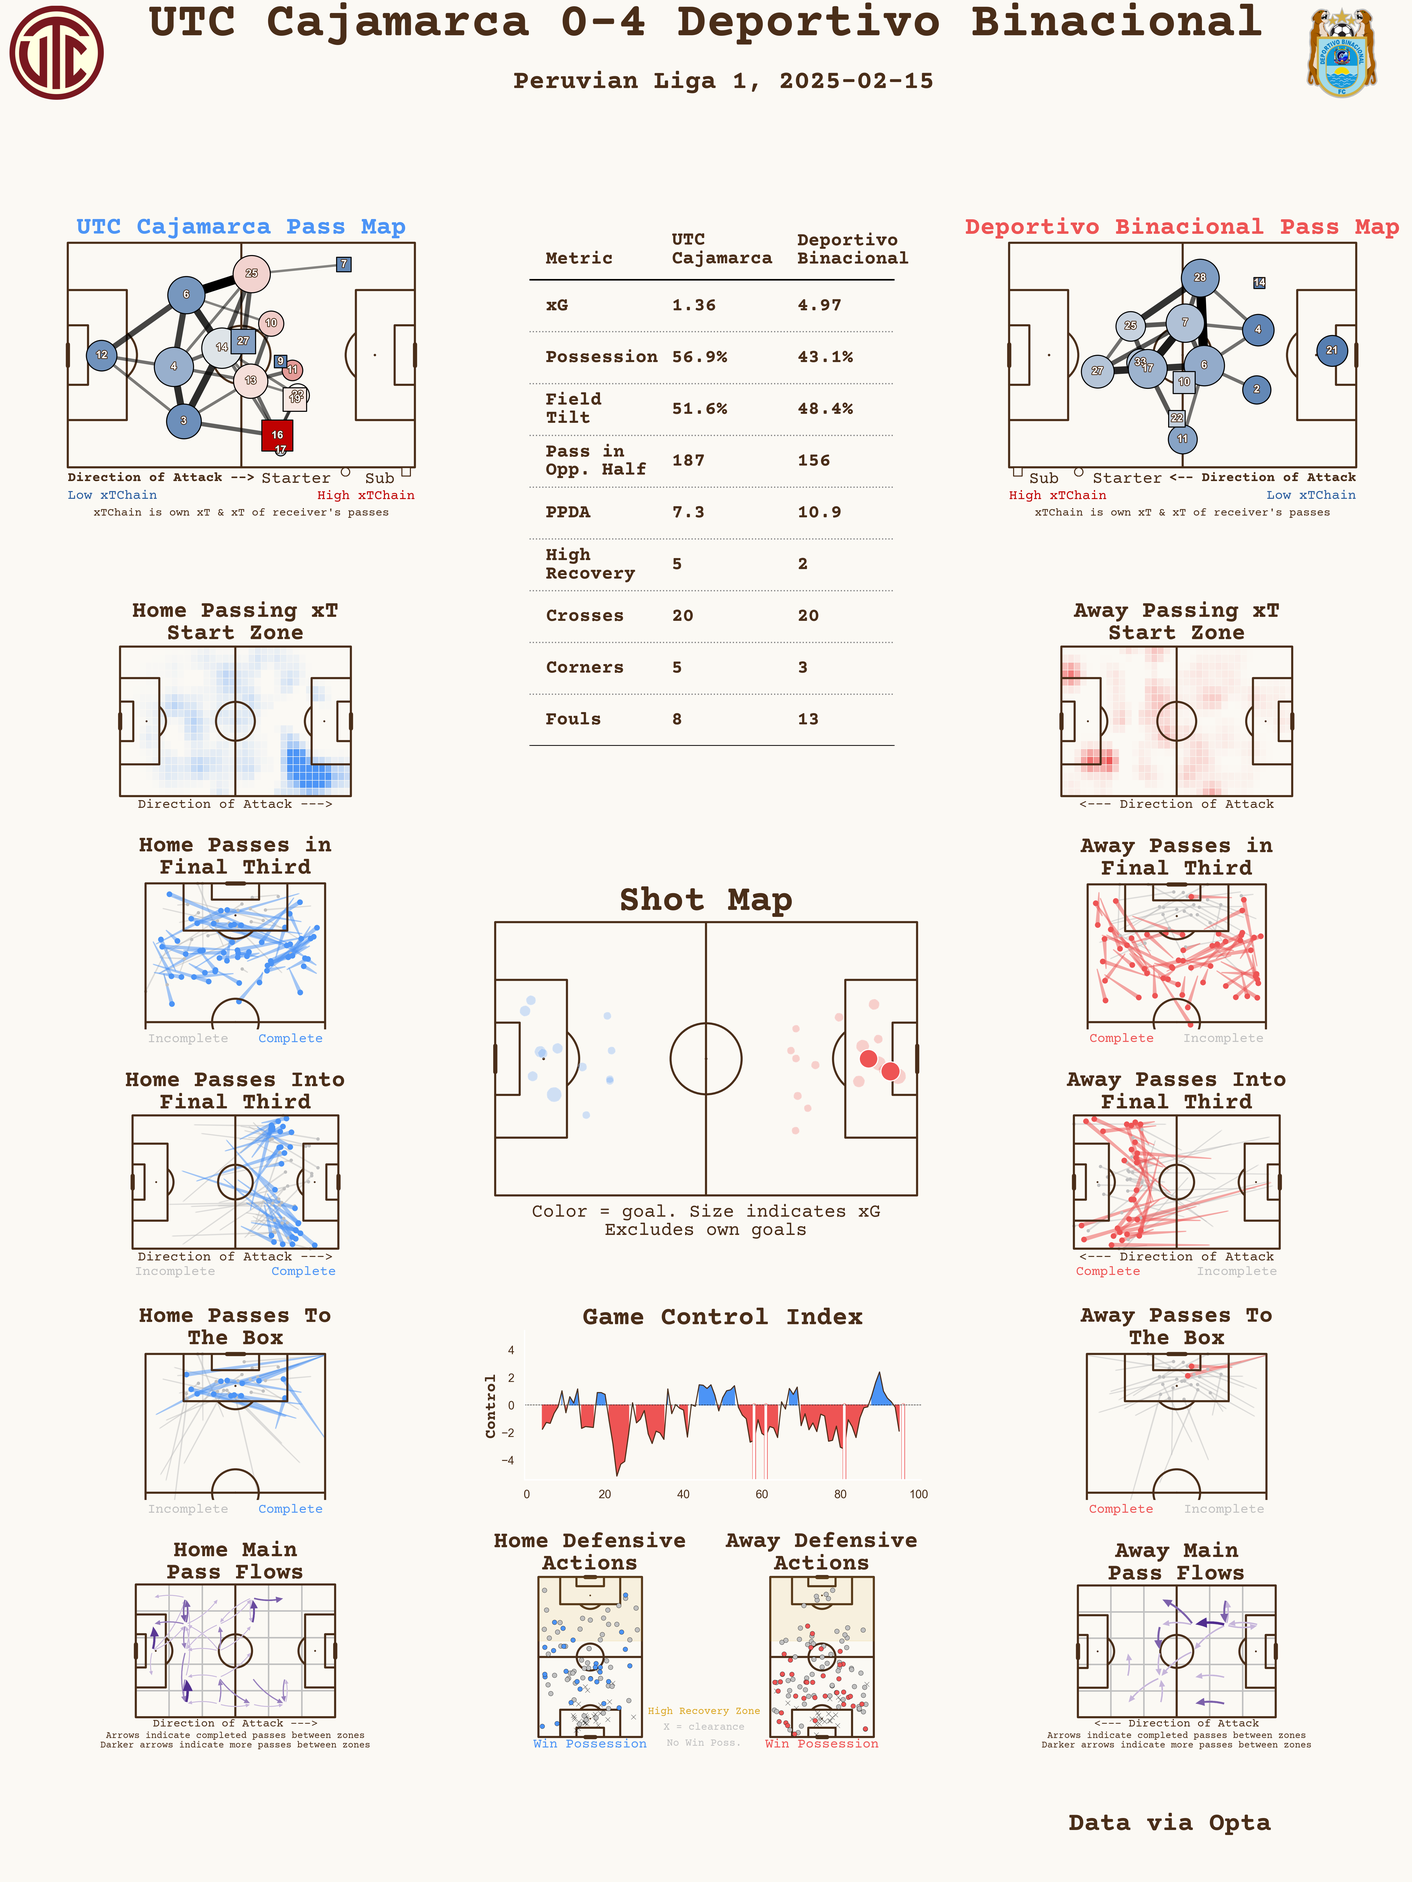 UTC Cajamarca 0-4 Deportivo Binacional
Peruvian Liga 1, 2025-02-15
UTC
DEPORTIVO BINACIONAL
FC
UTC Cajamarca Pass Map
25
7
6
10
14
27
12
9
11
4
13
19
3
16
17
Direction of Attack --> Starter Sub
Low xTChain High xTChain
xTChain is own xT & xT of receiver's passes
Metric UTC Cajamarca Deportivo Binacional
xG 1.36 4.97
Possession 56.9% 43.1%
Field Tilt 51.6% 48.4%
Pass in Opp. Half 187 156
PPDA 7.3 10.9
High Recovery 5 2
Crosses 20 20
Corners 5 3
Fouls 8 13
Deportivo Binacional Pass Map
28
14
25
7
4
21
33
27
17
6
10
2
22
11
Sub Starter <-- Direction of Attack
High xTChain Low xTChain
xTChain is own xT & xT of receiver's passes
Home Passing xT
Start Zone
Direction of Attack --->
Away Passing xT
Start Zone
<--- Direction of Attack
Home Passes in
Final Third
Incomplete Complete
Away Passes in
Final Third
Complete Incomplete
Shot Map
Color = goal. Size indicates xG
Excludes own goals
Home Passes Into
Final Third
Direction of Attack --->
Incomplete Complete
Away Passes Into
Final Third
<--- Direction of Attack
Complete Incomplete
Home Passes To
The Box
Incomplete Complete
Game Control Index
Control
4
2
0
−2
−4
0 20 40 60 80 100
Away Passes To
The Box
Complete Incomplete
Home Main
Pass Flows
Direction of Attack --->
Arrows indicate completed passes between zones
Darker arrows indicate more passes between zones
Home Defensive
Actions
Win Possession
High Recovery Zone
X = clearance
No Win Poss.
Away Defensive
Actions
Win Possession
Away Main
Pass Flows
<--- Direction of Attack
Arrows indicate completed passes between zones
Darker arrows indicate more passes between zones
Data via Opta